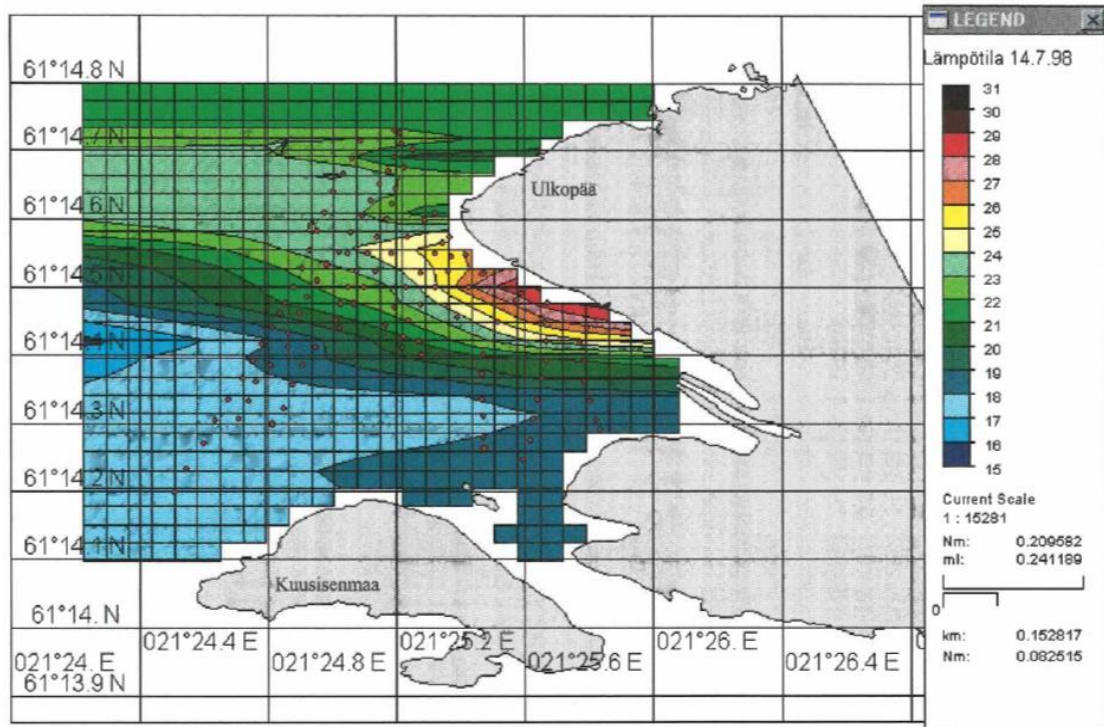 61°14.8 N
61°14.7 N
61°14.6 N
61°14.5 N
61°14.4 N
61°14.3 N
61°14.2 N
61°14.1 N
61°14. N
61°13.9 N
021°24. E
021°24.4 E
021°24.8 E
021°25.2 E
021°25.6 E
021°26. E
021°26.4 E
Ulkopää
Kuusisenmaa
LEGEND
Lämpötila 14.7.98
31
30
29
28
27
26
25
24
23
22
21
20
19
18
17
16
15
Current Scale
1 : 15281
Nm: 0.209582
ml: 0.241189
0
km: 0.152817
Nm: 0.082515